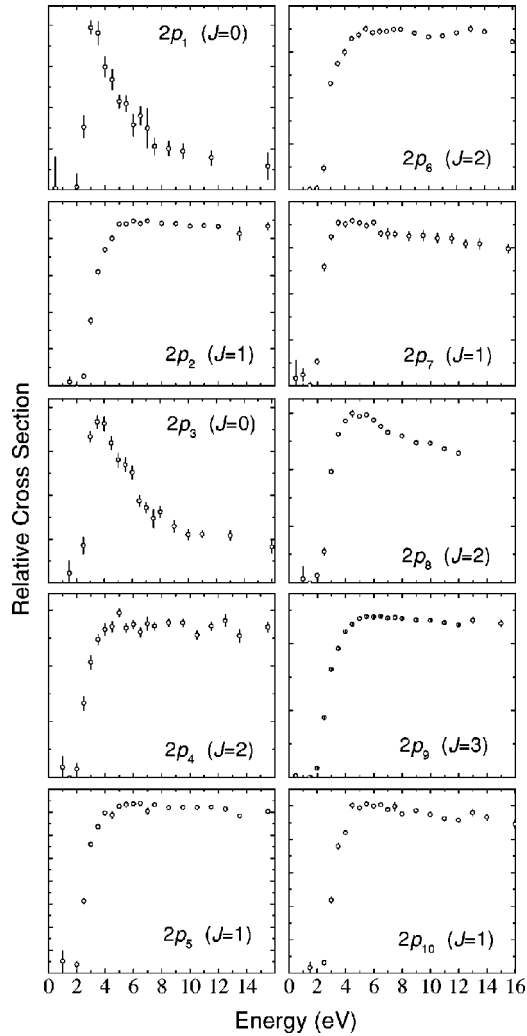 2p1 (J=0)
2p6 (J=2)
2p2 (J=1)
2p7 (J=1)
2p3 (J=0)
2p8 (J=2)
2p4 (J=2)
2p9 (J=3)
2p5 (J=1)
2p10 (J=1)
Relative Cross Section
0 2 4 6 8 10 12 14 0 2 4 6 8 10 12 14 16
Energy (eV)